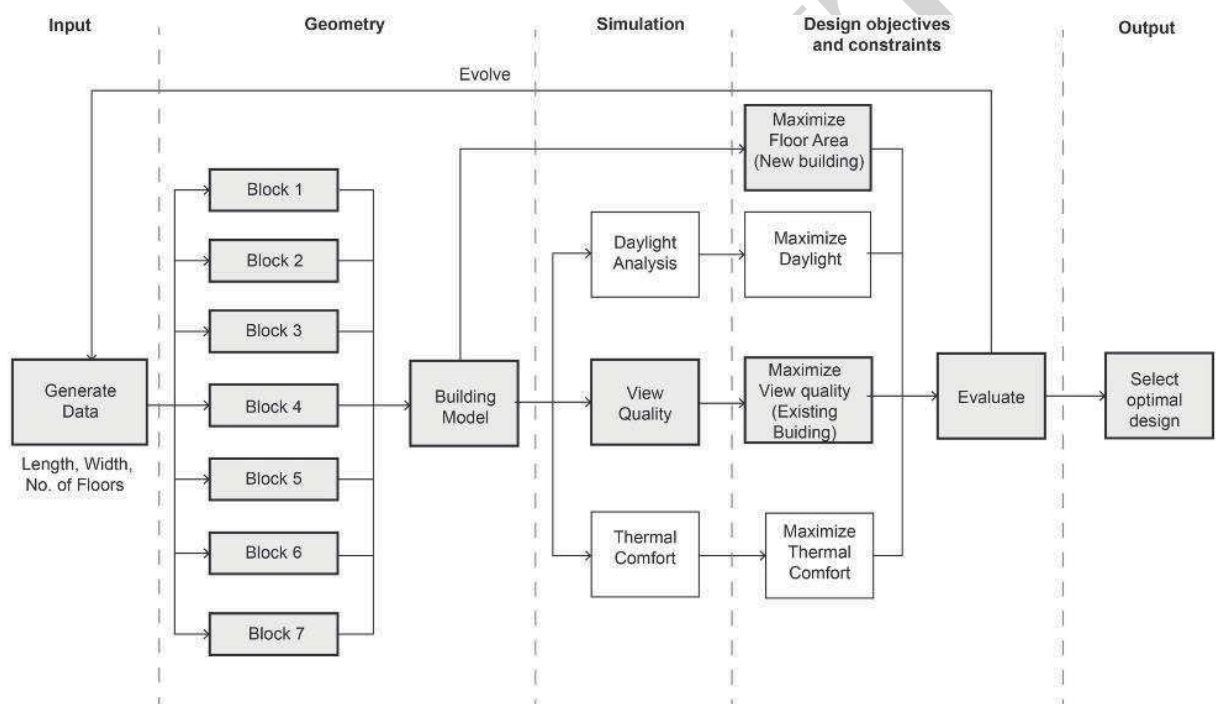 Input
Geometry
Simulation
Design objectives
and constraints
Output
Evolve
Maximize
Floor Area
(New building)
Block 1
Block 2
Block 3
Block 4
Block 5
Block 6
Block 7
Generate
Data
Length, Width,
No. of Floors
Building
Model
Daylight
Analysis
Maximize
Daylight
View
Quality
Maximize
View quality
(Existing
Buiding)
Thermal
Comfort
Maximize
Thermal
Comfort
Evaluate
Select
optimal
design